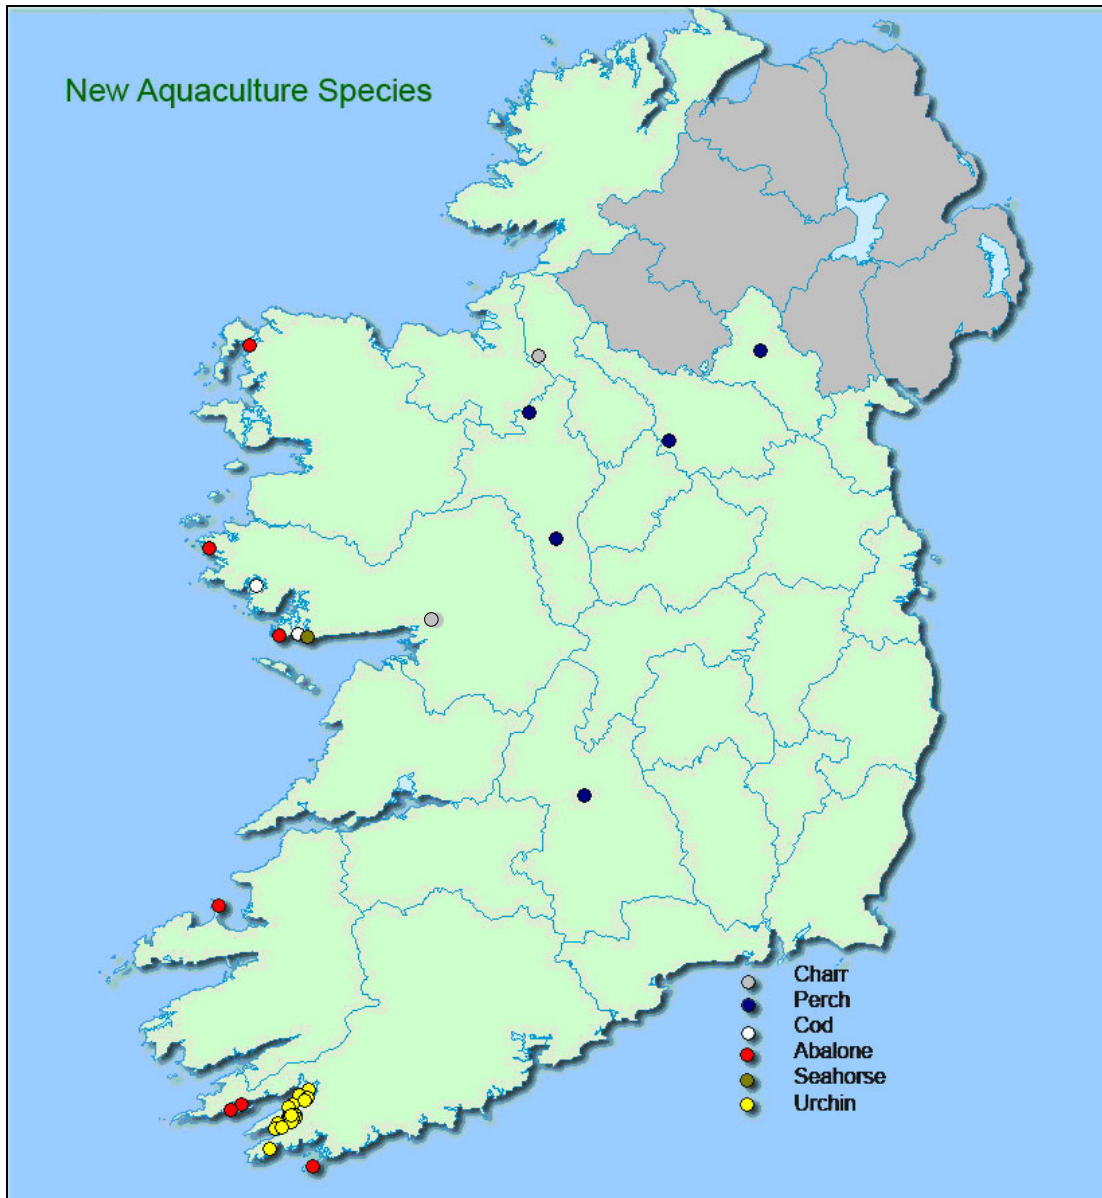 New Aquaculture Species
Charr
Perch
Cod
Abalone
Seahorse
Urchin